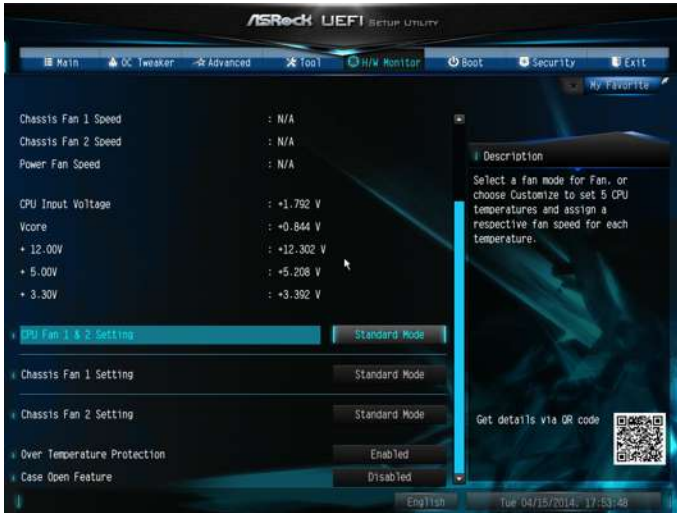 ASRock UEFI SETUP UTILITY
Main OC Tweaker Advanced Tool H/W Monitor Boot Security Exit
My Favorite
Chassis Fan 1 Speed : N/A
Chassis Fan 2 Speed : N/A
Power Fan Speed : N/A
CPU Input Voltage : +1.792 V
Vcore : +0.844 V
+ 12.00V : +12.302 V
+ 5.00V : +5.208 V
+ 3.30V : +3.392 V
CPU Fan 1 & 2 Setting Standard Mode
Chassis Fan 1 Setting Standard Mode
Chassis Fan 2 Setting Standard Mode
Over Temperature Protection Enabled
Case Open Feature Disabled
Description
Select a fan mode for Fan, or
choose Customize to set 5 CPU
temperatures and assign a
respective fan speed for each
temperature.
Get details via QR code
English Tue 04/15/2014, 17:53:48